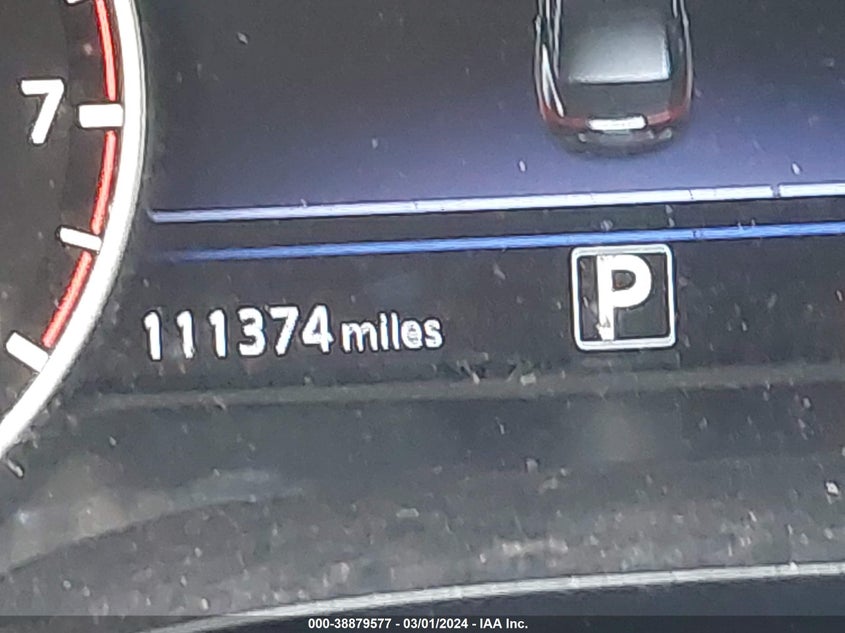 7
111374 miles
P
000-38879577 - 03/01/2024 - IAA Inc.